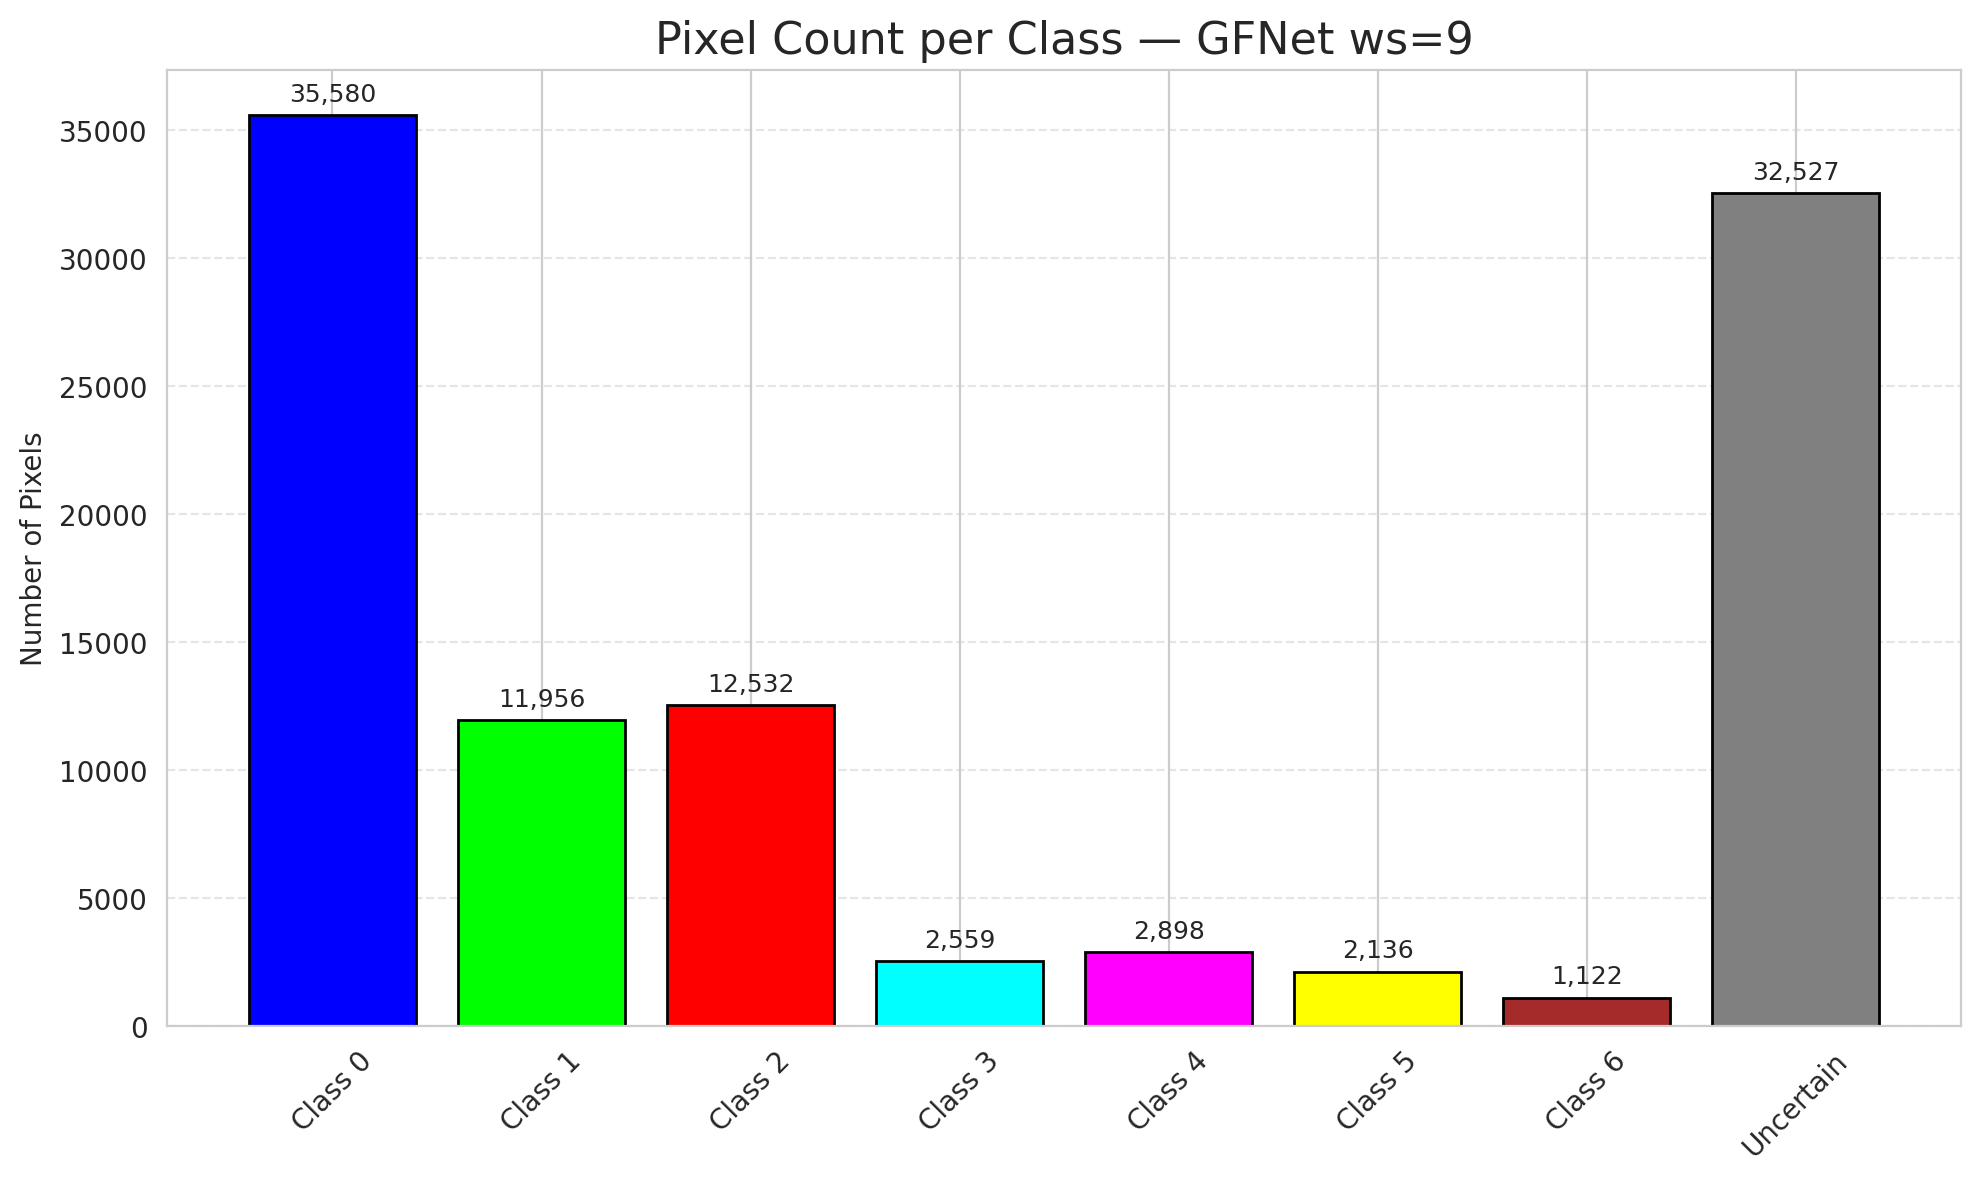 Pixel Count per Class — GFNet ws=9
Number of Pixels
35000
30000
25000
20000
15000
10000
5000
0
35,580
11,956
12,532
2,559
2,898
2,136
1,122
32,527
Class 0
Class 1
Class 2
Class 3
Class 4
Class 5
Class 6
Uncertain